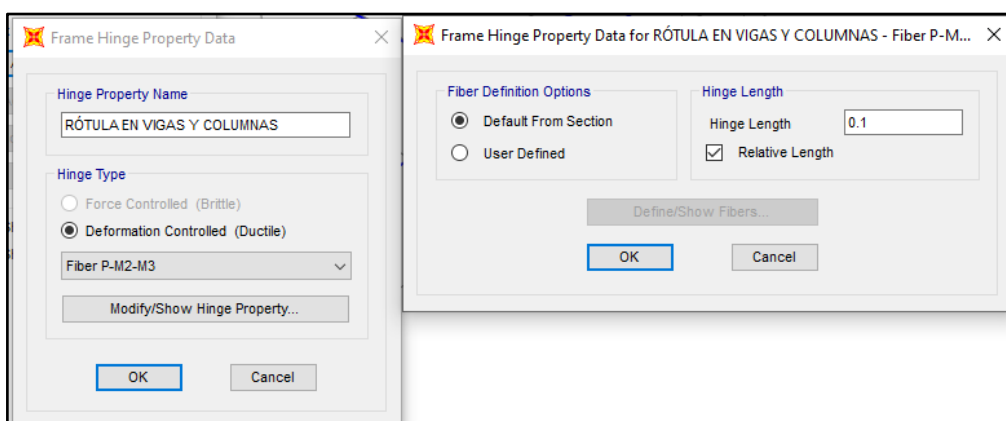 Frame Hinge Property Data
Hinge Property Name
RÓTULA EN VIGAS Y COLUMNAS
Hinge Type
Force Controlled (Brittle)
Deformation Controlled (Ductile)
Fiber P-M2-M3
Modify/Show Hinge Property...
OK
Cancel
Frame Hinge Property Data for RÓTULA EN VIGAS Y COLUMNAS - Fiber P-M...
Fiber Definition Options
Default From Section
User Defined
Hinge Length
Hinge Length
0.1
Relative Length
Define/Show Fibers...
OK
Cancel